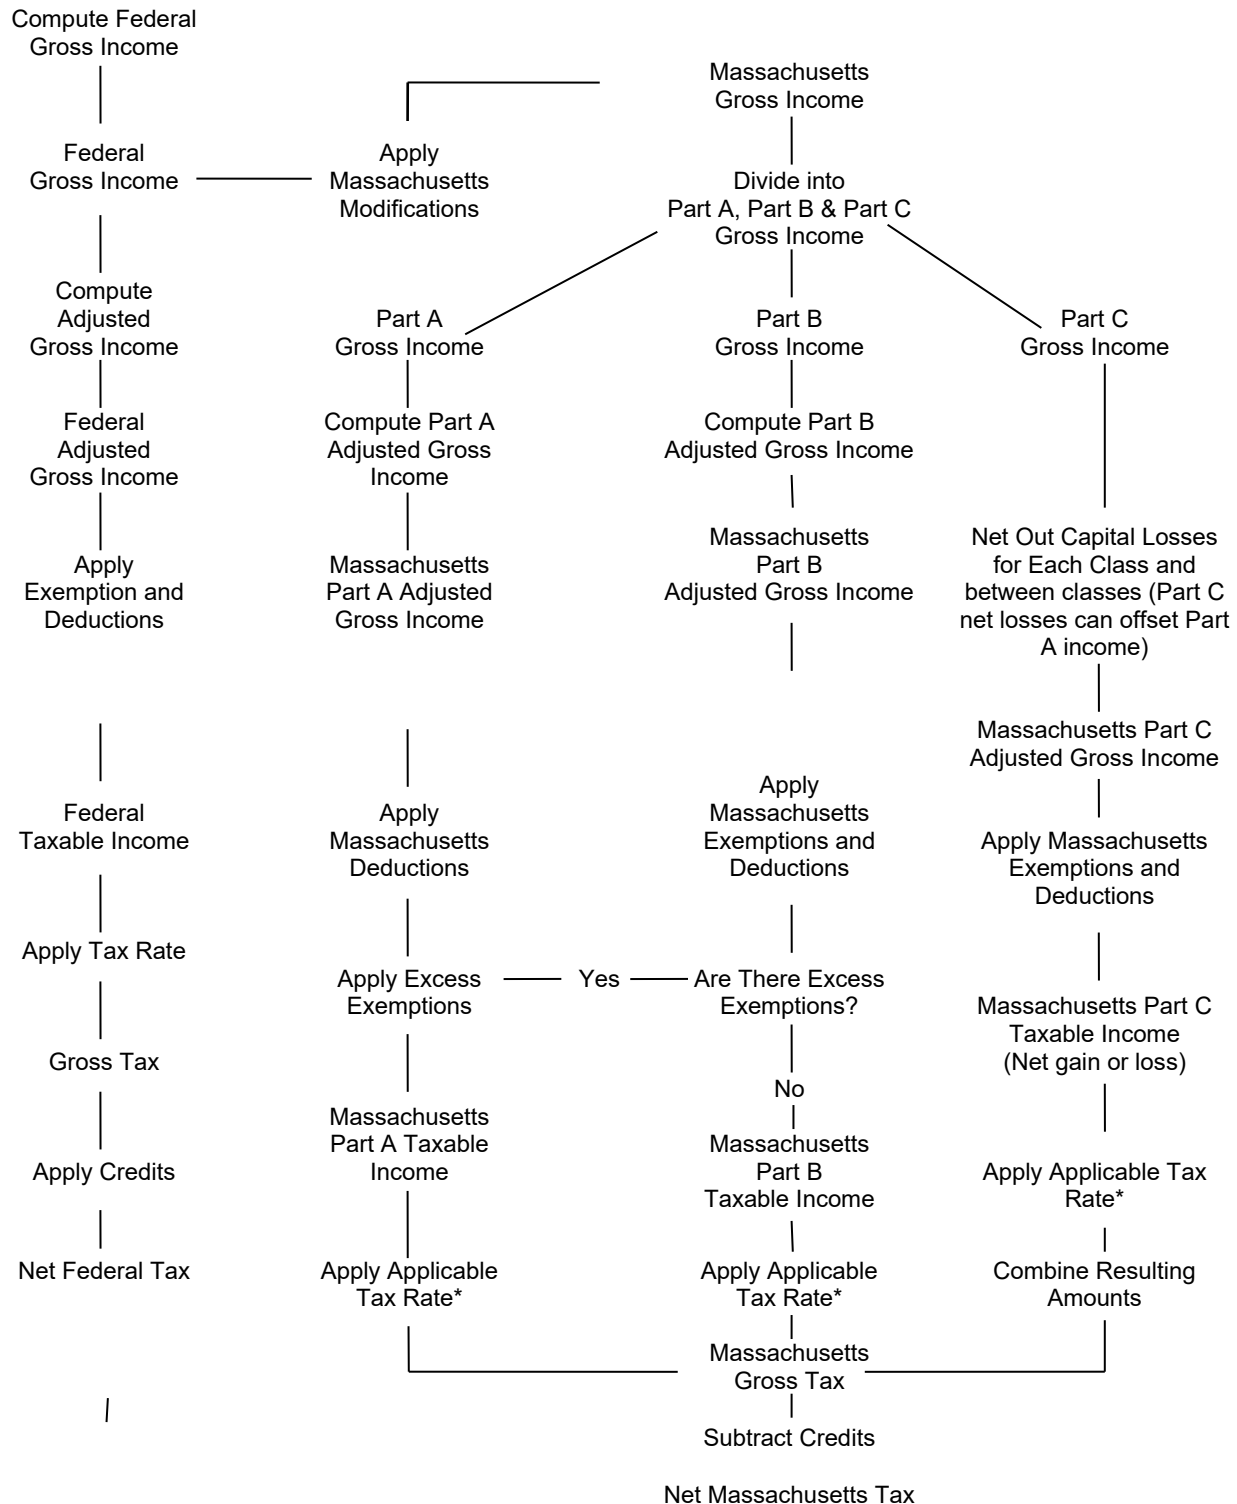 Compute Federal
Gross Income
Federal
Gross Income
Compute
Adjusted
Gross Income
Federal
Adjusted
Gross Income
Apply
Exemption and
Deductions
Federal
Taxable Income
Apply Tax Rate
Gross Tax
Apply Credits
Net Federal Tax
Apply
Massachusetts
Modifications
Massachusetts
Gross Income
Divide into
Part A, Part B & Part C
Gross Income
Part A
Gross Income
Compute Part A
Adjusted Gross
Income
Massachusetts
Part A Adjusted
Gross Income
Apply
Massachusetts
Deductions
Apply Excess
Exemptions
Massachusetts
Part A Taxable
Income
Apply Applicable
Tax Rate*
Part B
Gross Income
Compute Part B
Adjusted Gross Income
Massachusetts
Part B
Adjusted Gross Income
Apply
Massachusetts
Exemptions and
Deductions
Yes
Are There Excess
Exemptions?
No
Massachusetts
Part B
Taxable Income
Apply Applicable
Tax Rate*
Part C
Gross Income
Net Out Capital Losses
for Each Class and
between classes (Part C
net losses can offset Part
A income)
Massachusetts Part C
Adjusted Gross Income
Apply Massachusetts
Exemptions and
Deductions
Massachusetts Part C
Taxable Income
(Net gain or loss)
Apply Applicable Tax
Rate*
Combine Resulting
Amounts
Massachusetts
Gross Tax
Subtract Credits
Net Massachusetts Tax